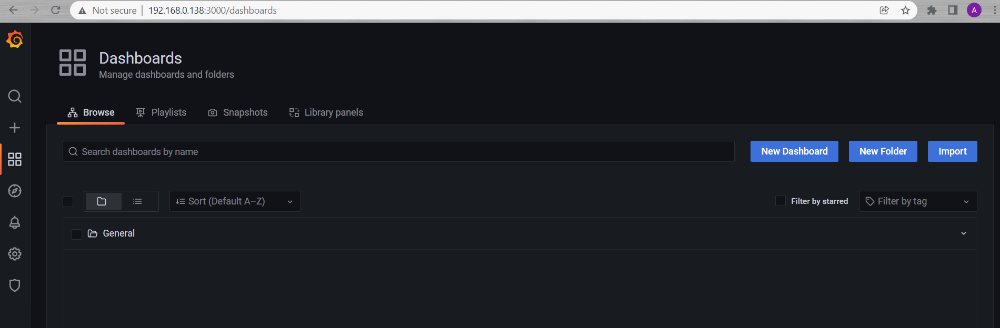 Not secure | 192.168.0.138:3000/dashboards
A
Dashboards
Manage dashboards and folders
Browse Playlists Snapshots Library panels
Search dashboards by name New Dashboard New Folder Import
Sort (Default A–Z) Filter by starred Filter by tag
General